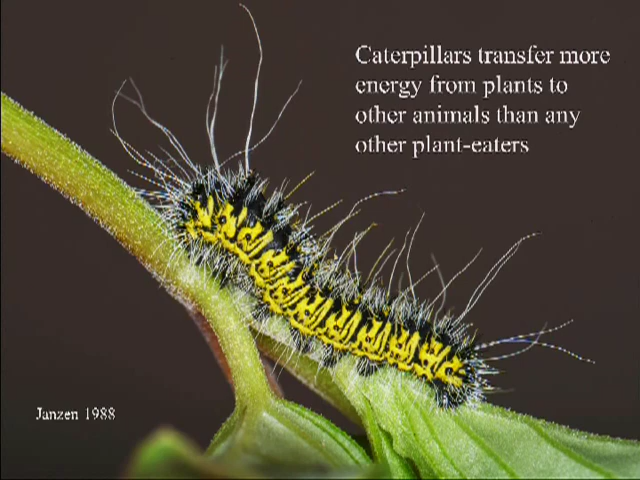 Caterpillars transfer more
energy from plants to
other animals than any
other plant-eaters
Janzen 1988